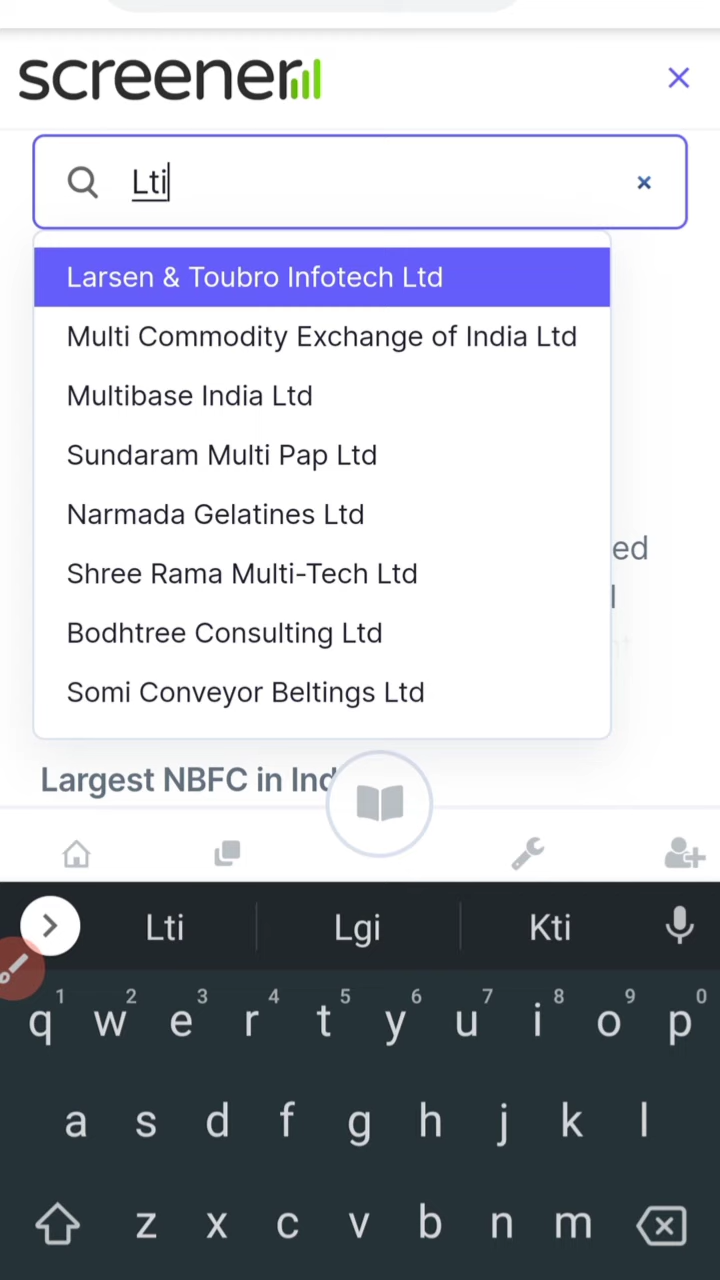 screener
Lti
Larsen & Toubro Infotech Ltd
Multi Commodity Exchange of India Ltd
Multibase India Ltd
Sundaram Multi Pap Ltd
Narmada Gelatines Ltd
ed
Shree Rama Multi-Tech Ltd
Bodhtree Consulting Ltd
Somi Conveyor Beltings Ltd
Largest NBFC in Ind
Lti Lgi Kti
1 2 3 4 5 6 7 8 9 0
q w e r t y u i o p
a s d f g h j k l
z x c v b n m